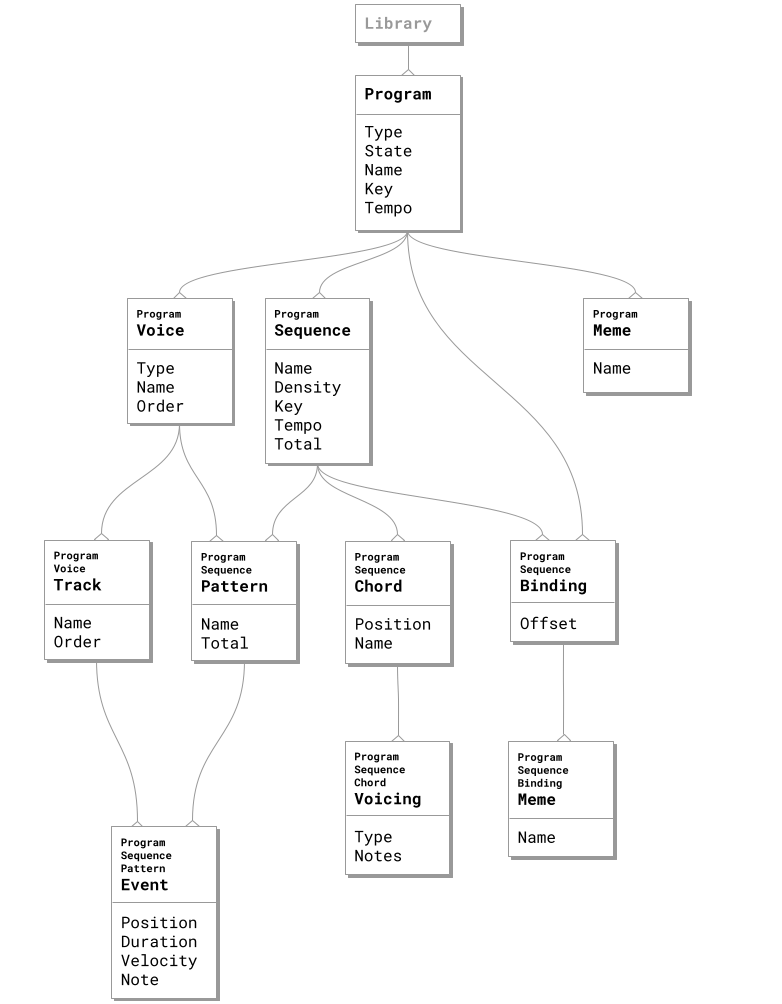 Library
Program
Type
State
Name
Key
Tempo
Program
Voice
Type
Name
Order
Program
Sequence
Name
Density
Key
Tempo
Total
Program
Meme
Name
Program
Voice
Track
Name
Order
Program
Sequence
Pattern
Name
Total
Program
Sequence
Chord
Position
Name
Program
Sequence
Binding
Offset
Program
Sequence
Chord
Voicing
Type
Notes
Program
Sequence
Binding
Meme
Name
Program
Sequence
Pattern
Event
Position
Duration
Velocity
Note